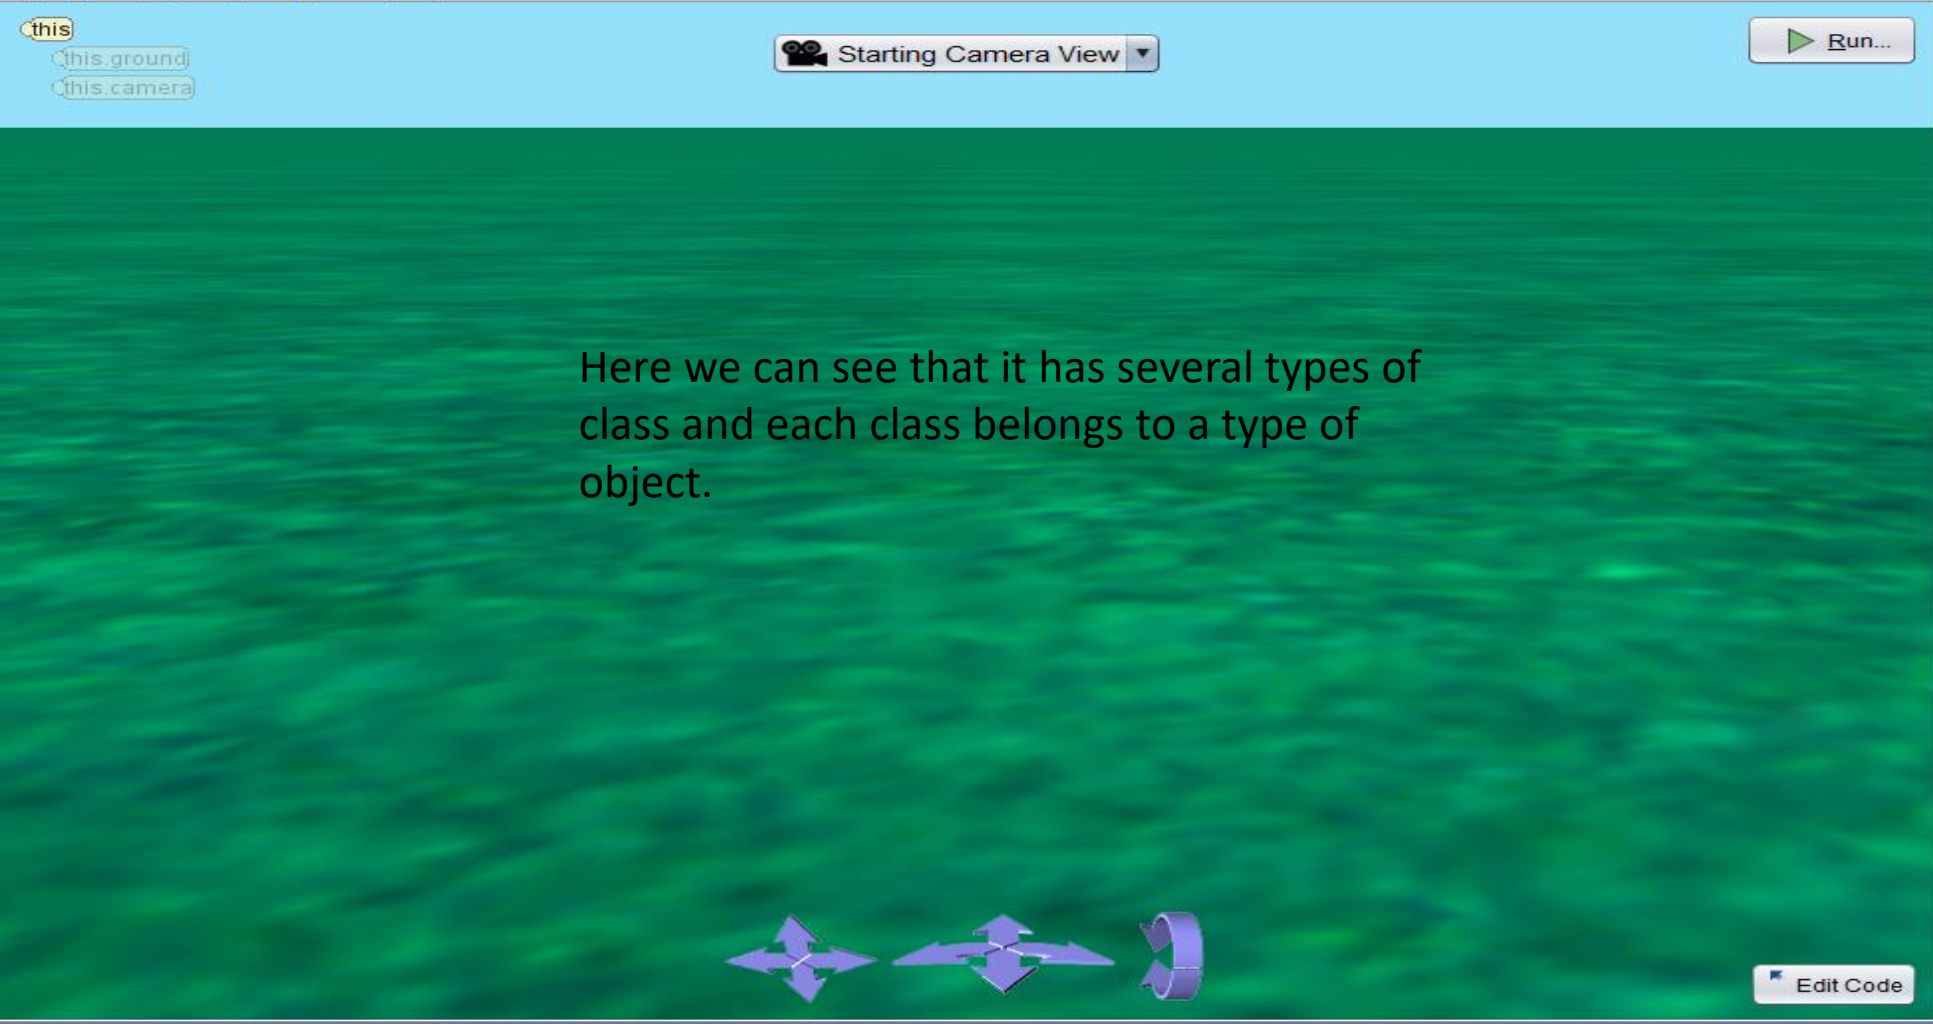 this
this.ground
this.camera
Starting Camera View
Run...
Here we can see that it has several types of
class and each class belongs to a type of
object.
Edit Code